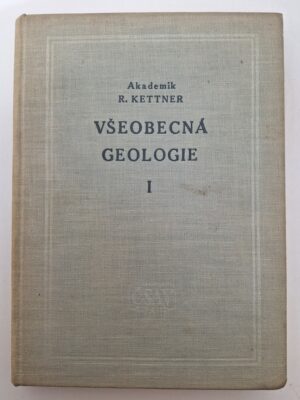 Akademik
R. KETTNER
VŠEOBECNÁ
GEOLOGIE
I